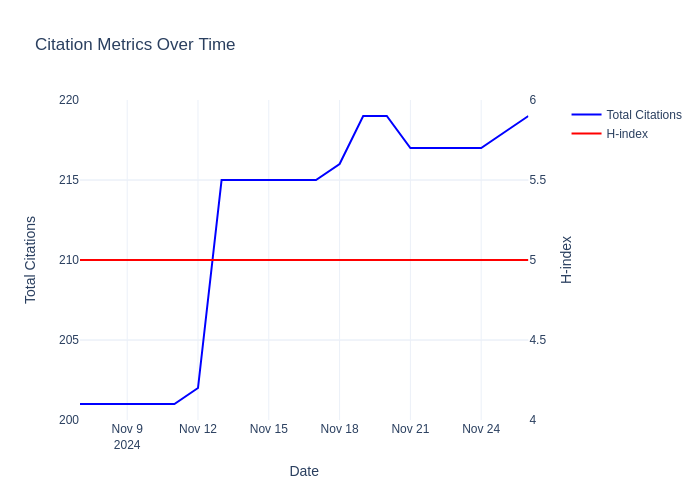 Citation Metrics Over Time
220
215
210
205
200
Total Citations
6
5.5
5
4.5
4
H-index
Total Citations
H-index
Nov 9
2024
Nov 12
Nov 15
Nov 18
Nov 21
Nov 24
Date